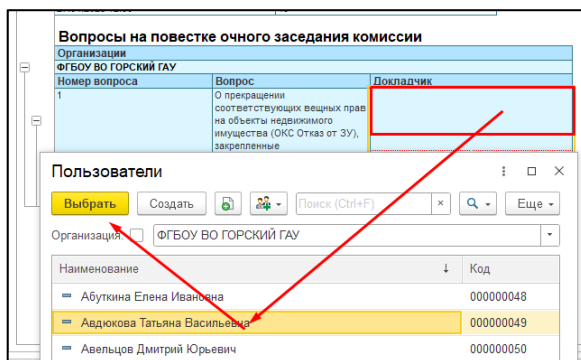 Вопросы на повестке очного заседания комиссии
Организации
ФГБОУ ВО ГОРСКИЙ ГАУ
Номер вопроса Вопрос Докладчик
1 О прекращении
соответствующих вещных прав
на объекты недвижимого
имущества (ОКС Отказ от ЗУ),
закрепленные
Пользователи
Выбрать Создать Поиск (Ctrl+F) × Еще
Организация: ФГБОУ ВО ГОРСКИЙ ГАУ
Наименование ↓ Код
Абуткина Елена Ивановна 000000048
Авдюкова Татьяна Васильевна 000000049
Авельцов Дмитрий Юрьевич 000000050